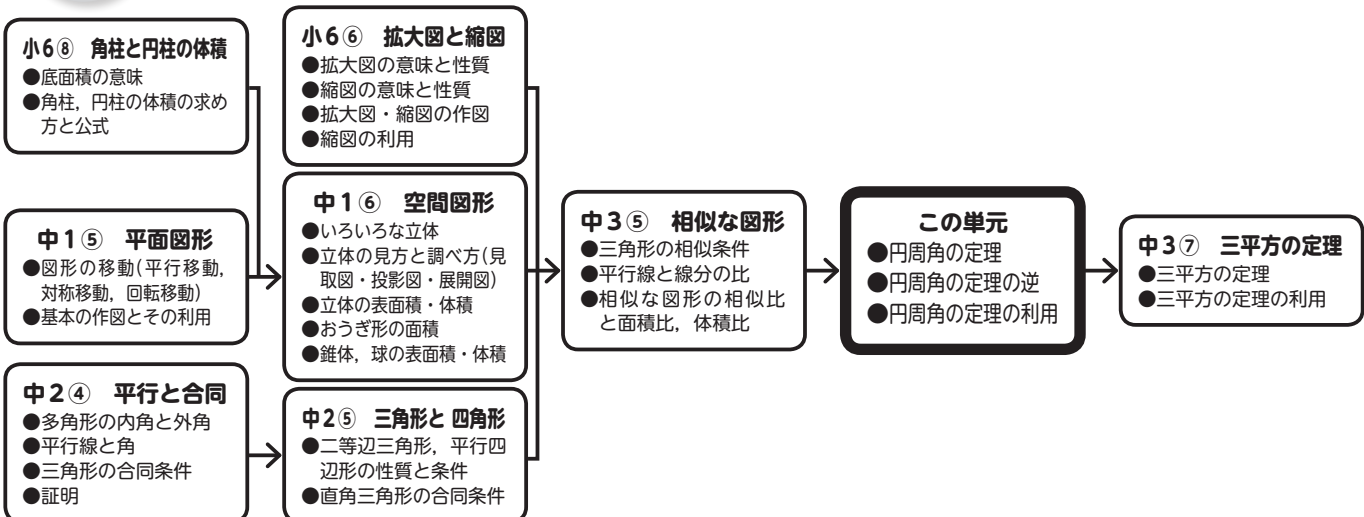 小6⑧ 角柱と円柱の体積
●底面積の意味
●角柱，円柱の体積の求め
方と公式
小6⑥ 拡大図と縮図
●拡大図の意味と性質
●縮図の意味と性質
●拡大図・縮図の作図
●縮図の利用
中1⑤ 平面図形
●図形の移動(平行移動，
対称移動，回転移動)
●基本の作図とその利用
中1⑥ 空間図形
●いろいろな立体
●立体の見方と調べ方(見
取図・投影図・展開図)
●立体の表面積・体積
●おうぎ形の面積
●錐体，球の表面積・体積
中2④ 平行と合同
●多角形の内角と外角
●平行線と角
●三角形の合同条件
●証明
中2⑤ 三角形と 四角形
●二等辺三角形，平行四
辺形の性質と条件
●直角三角形の合同条件
中3⑤ 相似な図形
●三角形の相似条件
●平行線と線分の比
●相似な図形の相似比
と面積比，体積比
この単元
●円周角の定理
●円周角の定理の逆
●円周角の定理の利用
中3⑦ 三平方の定理
●三平方の定理
●三平方の定理の利用